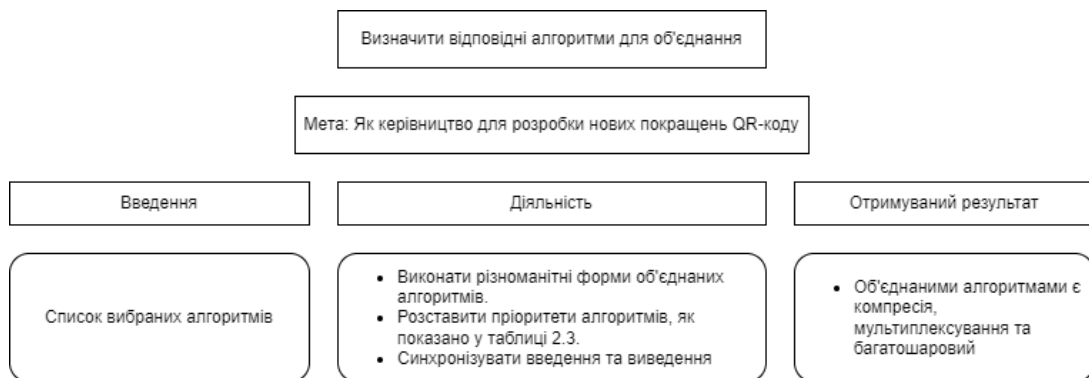 Визначити відповідні алгоритми для об'єднання
Мета: Як керівництво для розробки нових покращень QR-коду
Введення
Діяльність
Отримуваний результат
Список вибраних алгоритмів
• Виконати різноманітні форми об'єднаних
алгоритмів.
• Розставити пріоритети алгоритмів, як
показано у таблиці 2.3.
• Синхронізувати введення та виведення
• Об'єднаними алгоритмами є
компресія,
мультиплексування та
багатошаровий